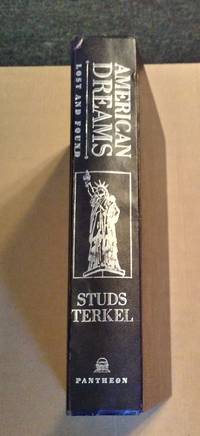 AMERICAN
DREAMS
LOST AND FOUND
STUDS
TERKEL
PANTHEON